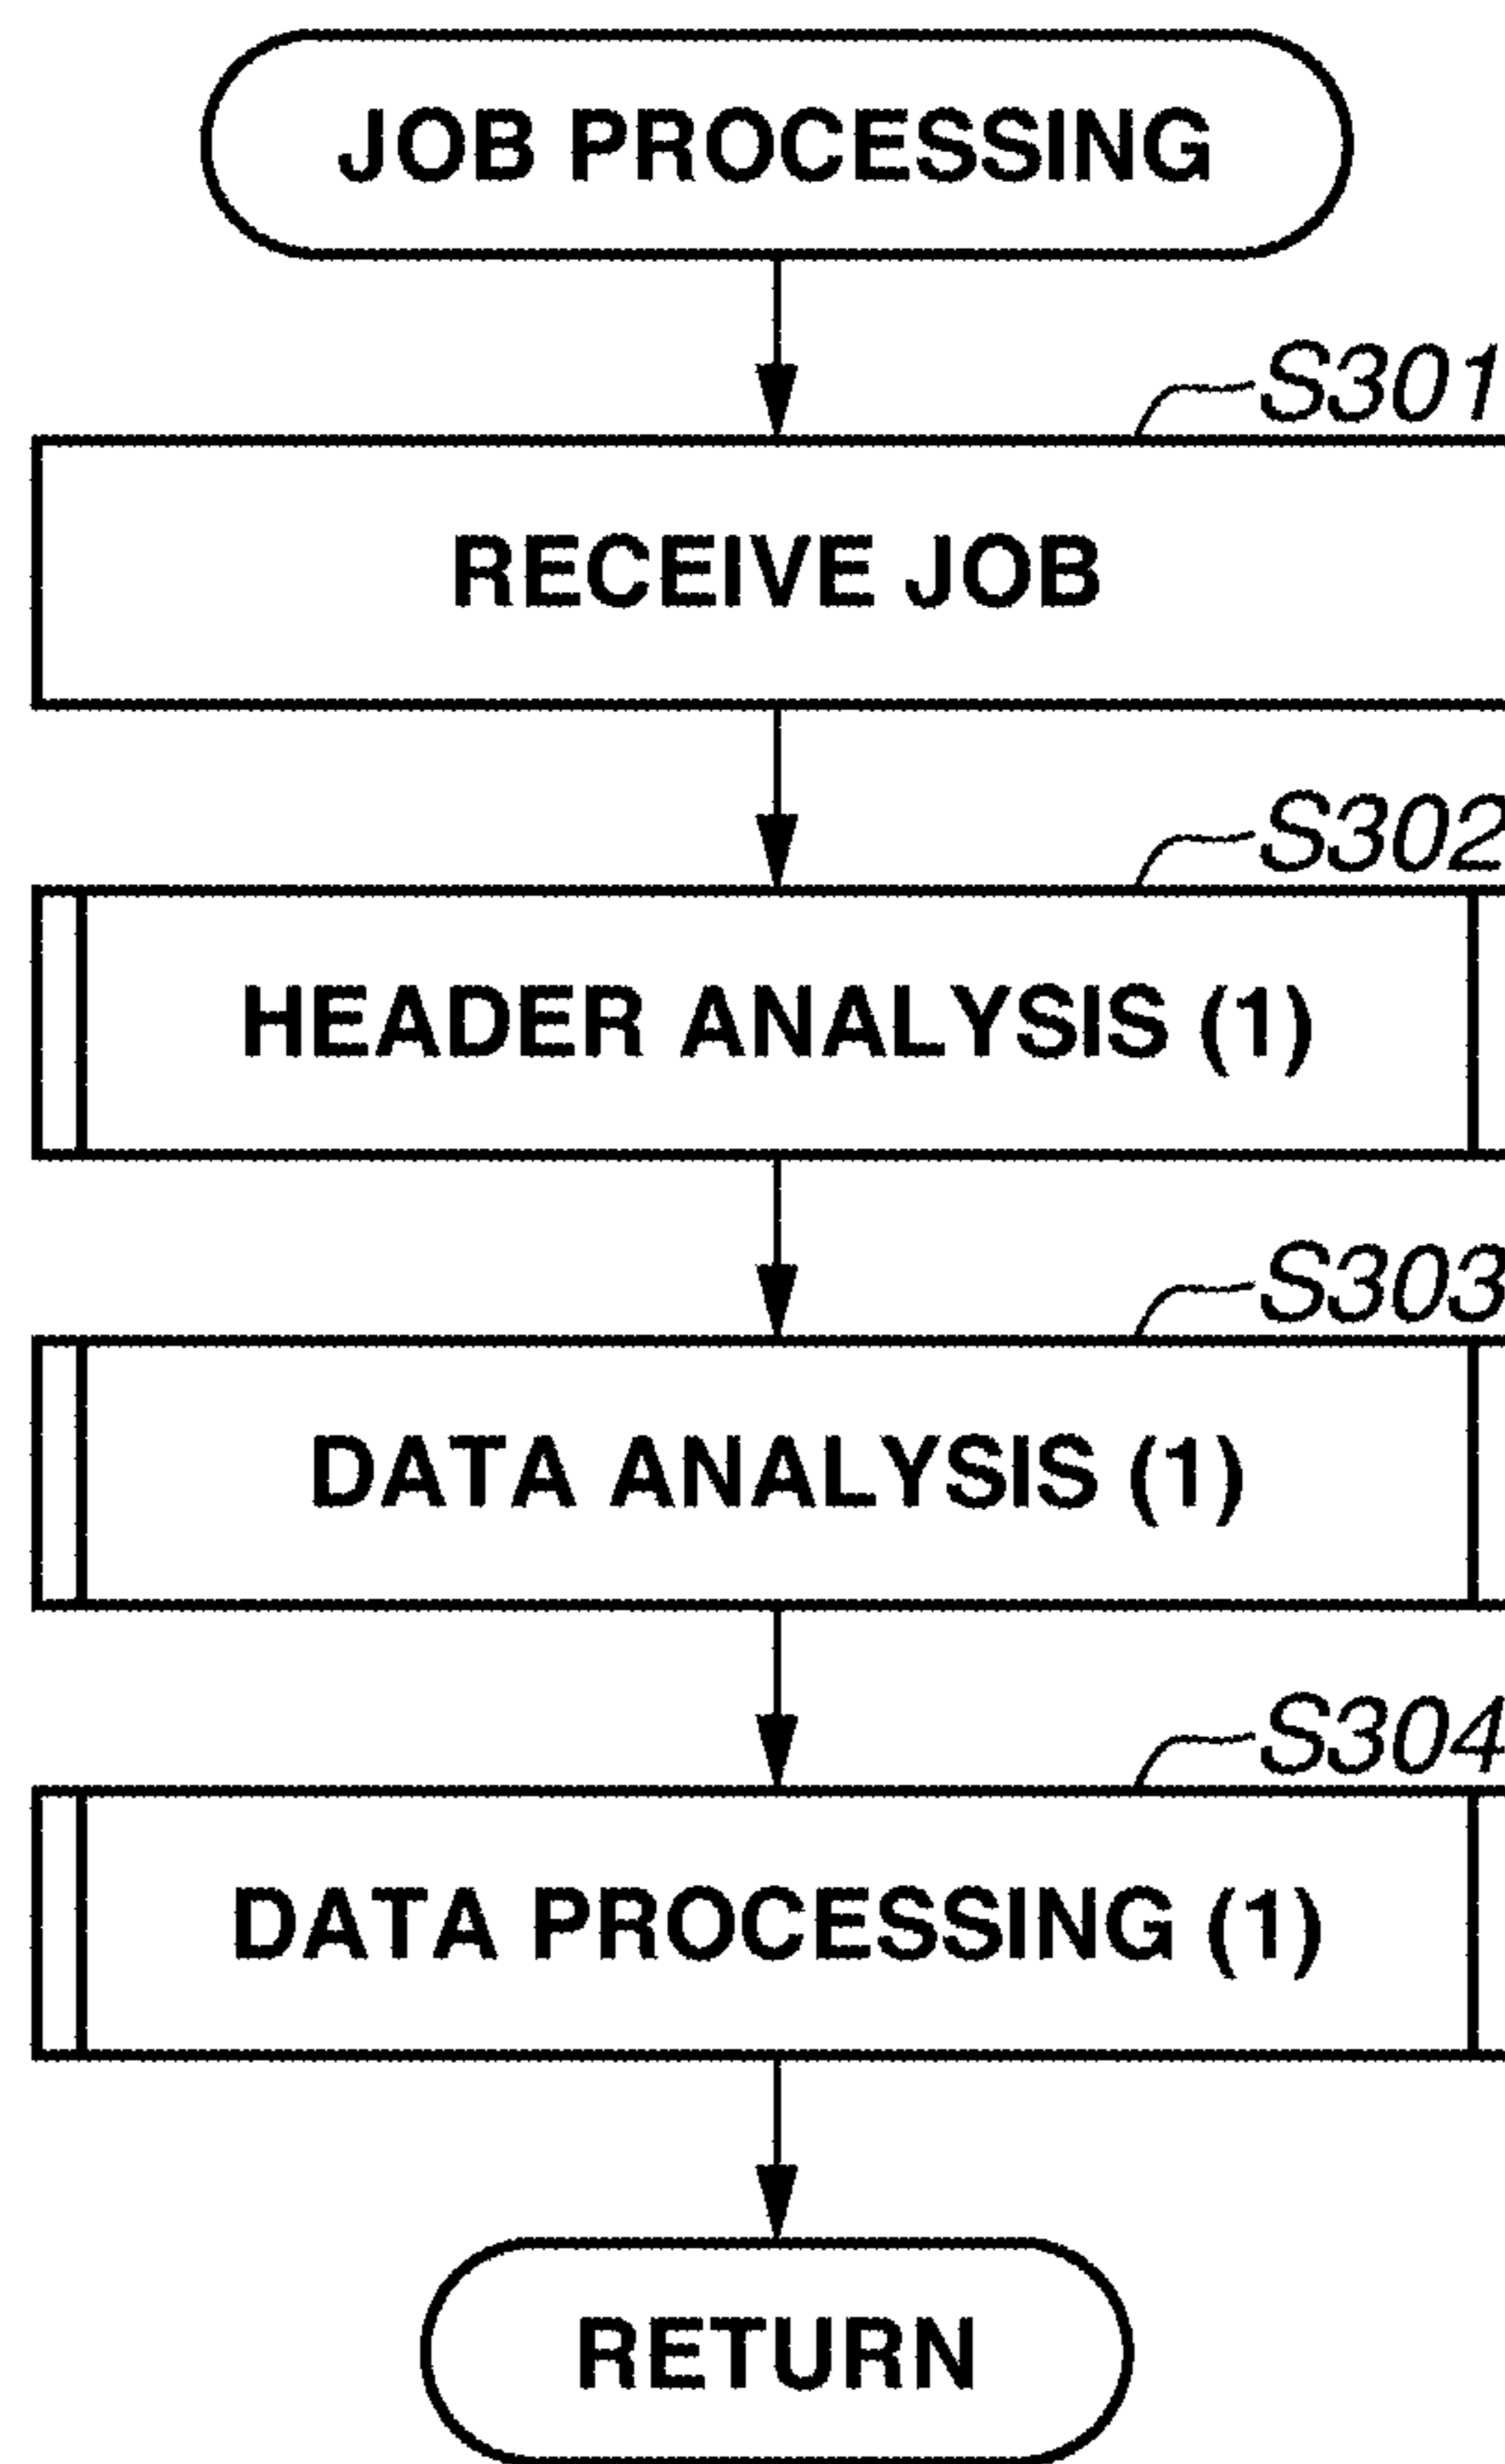 JOB PROCESSING
S301
RECEIVE JOB
S302
HEADER ANALYSIS (1)
S303
DATA ANALYSIS (1)
S304
DATA PROCESSING (1)
RETURN